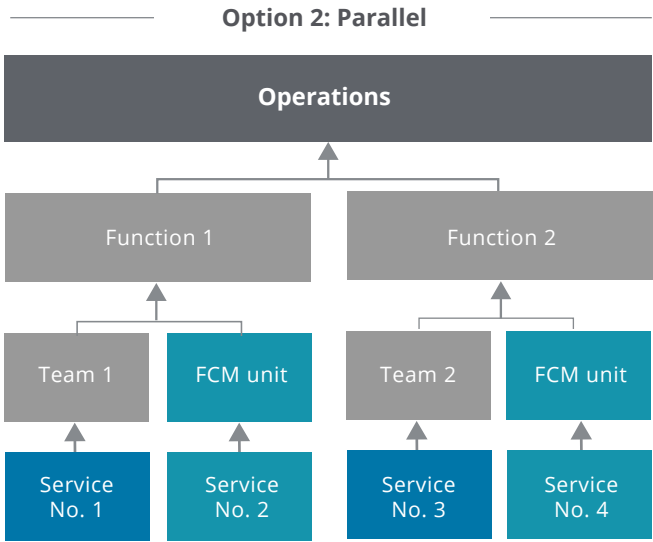 Option 2: Parallel
Operations
Function 1
Function 2
Team 1
FCM unit
Team 2
FCM unit
Service
No. 1
Service
No. 2
Service
No. 3
Service
No. 4